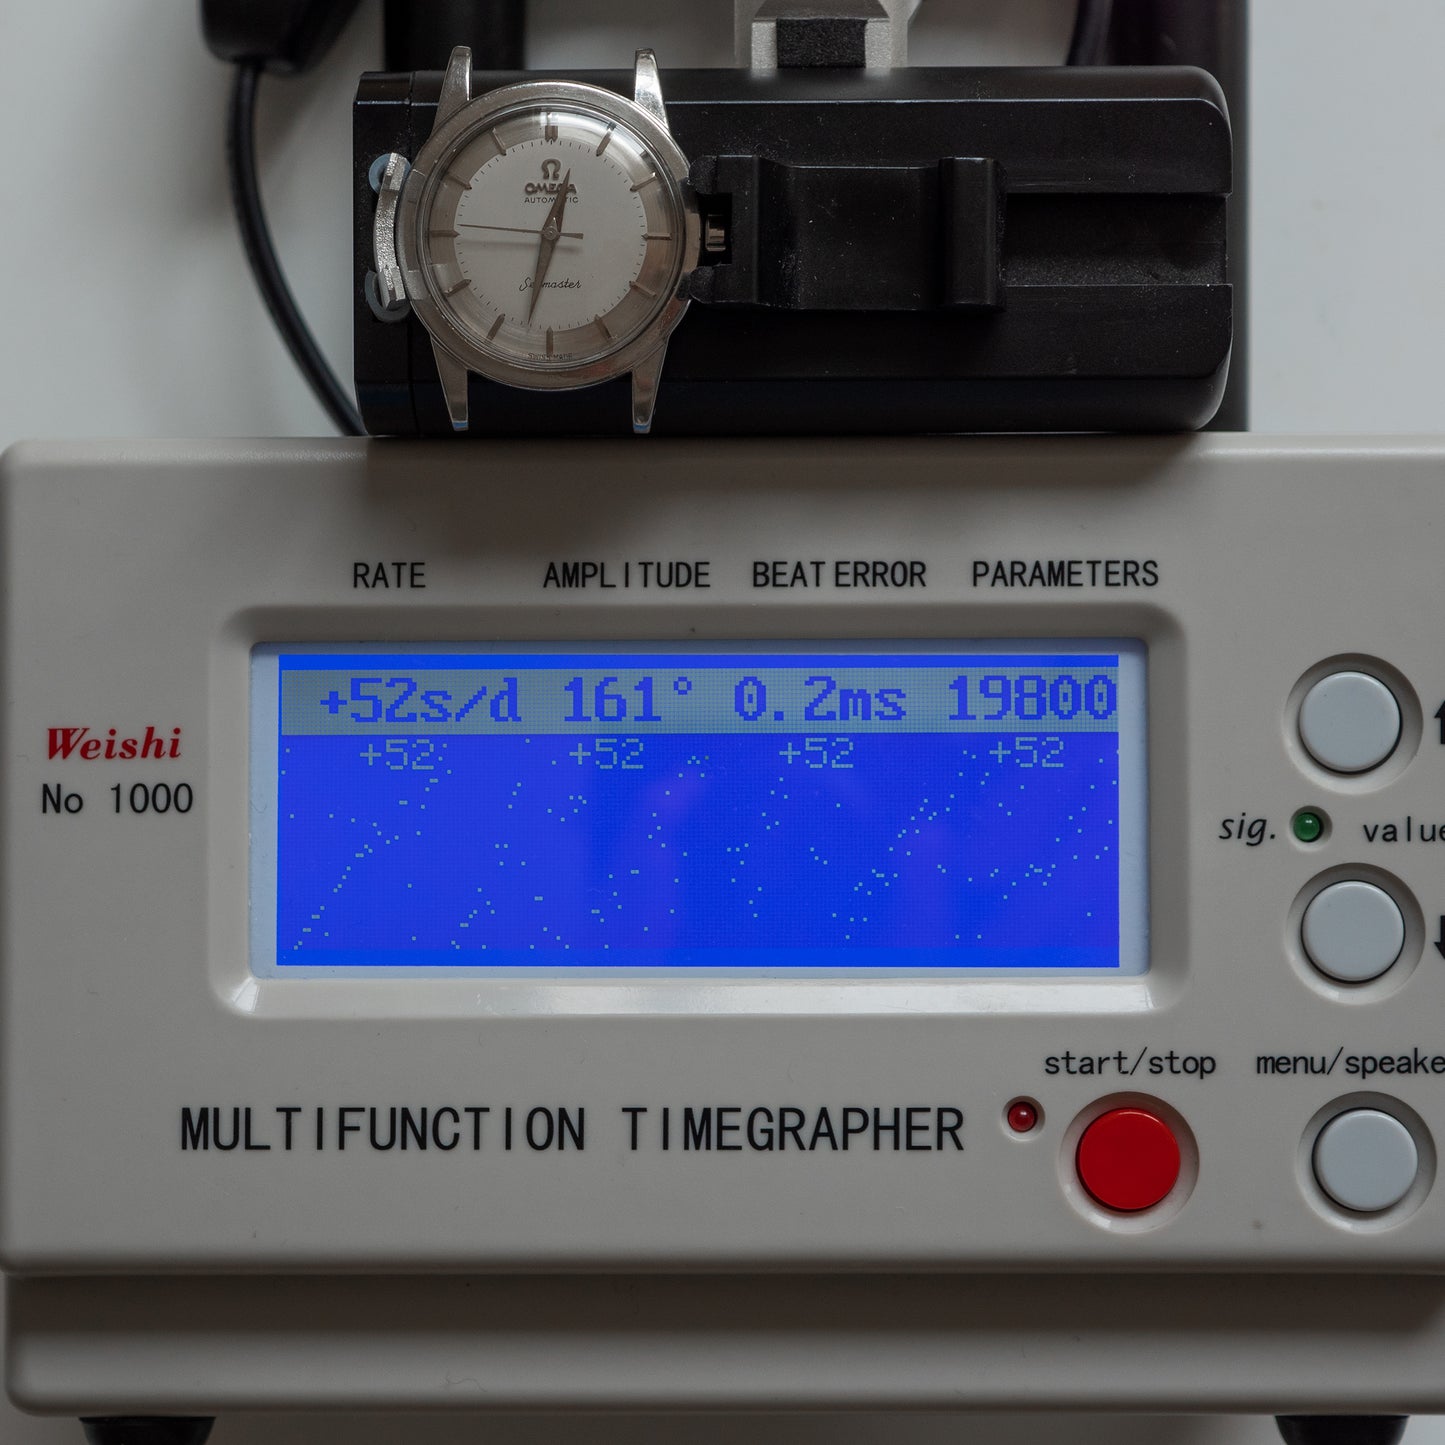 Ω
OMEGA
AUTOMATIC
Seamaster
SWISS MADE
RATE AMPLITUDE BEAT ERROR PARAMETERS
+52s/d 161° 0.2ms 19800
+52 +52 +52 +52
Weishi
No 1000
sig.
value
start/stop menu/speake
MULTIFUNCTION TIMEGRAPHER